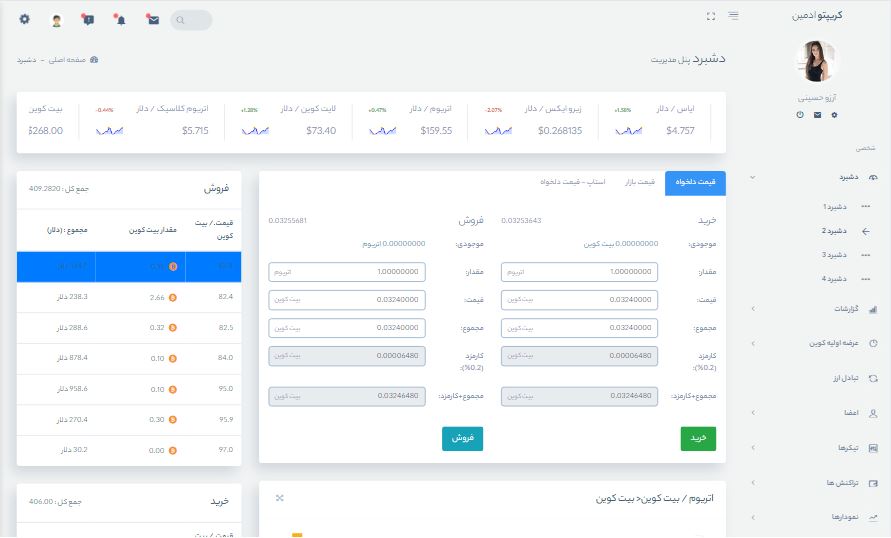 کریپتو ادمین
آرزو حسینی
شخصی
دشبرد
دشبرد 1
دشبرد 2
دشبرد 3
دشبرد 4
گزارشات
عرضه اولیه کوین
تبادل ارز
اعضا
تیکرها
تراکنش ها
نمودارها
دشبرد پنل مدیریت
صفحه اصلی - دشبرد
ایاس / دلار +1.58%
$4.757
زیرو ایکس / دلار -2.07%
$0.268135
اتریوم / دلار +0.47%
$159.55
لایت کوین / دلار +1.28%
$73.40
اتریوم کلاسیک / دلار -0.44%
$5.715
بیت کوین
$268.00
قیمت دلخواه
قیمت بازار
استاپ - قیمت دلخواه
خرید 0.03253643
موجودی: 0.00000000 بیت کوین
مقدار: 1.00000000 اتریوم
قیمت: 0.03240000 بیت کوین
مجموع: 0.03240000 بیت کوین
کارمزد 0.00006480 بیت کوین
(0.2%):
مجموع+کارمزد: 0.03246480 بیت کوین
خرید
فروش 0.03255681
موجودی: 0.00000000 اتریوم
مقدار: 1.00000000 اتریوم
قیمت: 0.03240000 بیت کوین
مجموع: 0.03240000 بیت کوین
کارمزد 0.00006480 بیت کوین
(0.2%):
مجموع+کارمزد: 0.03246480 بیت کوین
فروش
اتریوم / بیت کوین> بیت کوین
فروش جمع کل : 409.2820
قیمت / بیت کوین مقدار بیت کوین مجموع : (دلار)
82.4 2.66 238.3 دلار
82.5 0.32 288.6 دلار
84.0 0.10 878.4 دلار
95.0 0.10 958.6 دلار
95.9 0.30 270.4 دلار
97.0 0.00 30.2 دلار
خرید جمع کل : 406.00
قیمت / بیت